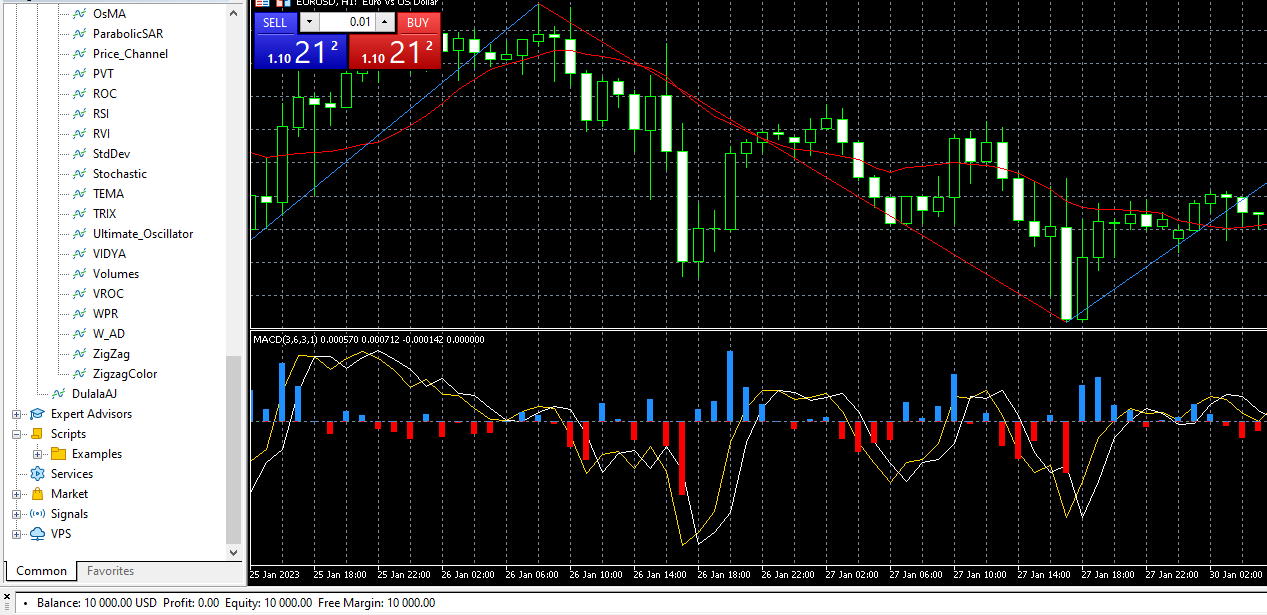 OsMA
ParabolicSAR
Price_Channel
PVT
ROC
RSI
RVI
StdDev
Stochastic
TEMA
TRIX
Ultimate_Oscillator
VIDYA
Volumes
VROC
WPR
W_AD
ZigZag
ZigzagColor
DulalaAJ
Expert Advisors
Scripts
Examples
Services
Market
Signals
VPS
Common Favorites
EURUSD, H1: Euro vs US Dollar
SELL 0.01 BUY
1.10 21 2 1.10 21 2
MACD(3,6,3,1) 0.000570 0.000712 -0.000142 0.000000
25 Jan 2023 25 Jan 18:00 25 Jan 22:00 26 Jan 02:00 26 Jan 06:00 26 Jan 10:00 26 Jan 14:00 26 Jan 18:00 26 Jan 22:00 27 Jan 02:00 27 Jan 06:00 27 Jan 10:00 27 Jan 14:00 27 Jan 18:00 27 Jan 22:00 30 Jan 02:00
Balance: 10 000.00 USD Profit: 0.00 Equity: 10 000.00 Free Margin: 10 000.00